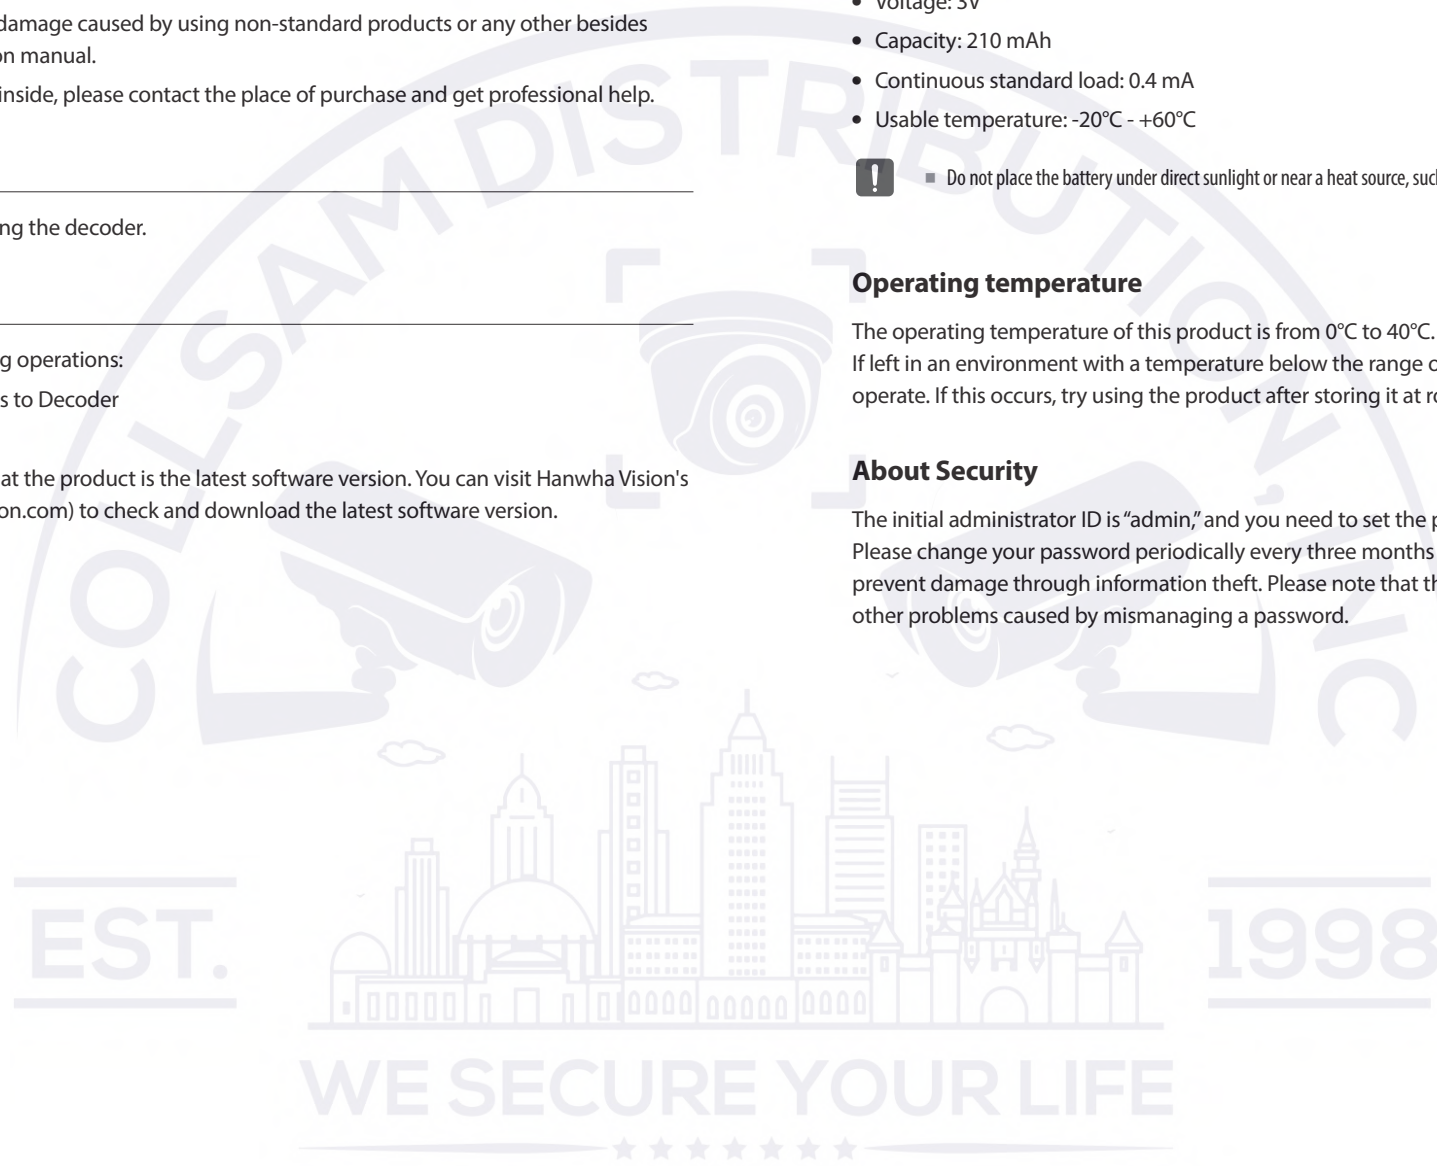 damage caused by using non-standard products or any other besides
on manual.
inside, please contact the place of purchase and get professional help.
ng the decoder.
g operations:
s to Decoder
at the product is the latest software version. You can visit Hanwha Vision's
on.com) to check and download the latest software version.
• Voltage: 3V
• Capacity: 210 mAh
• Continuous standard load: 0.4 mA
• Usable temperature: -20°C - +60°C
Do not place the battery under direct sunlight or near a heat source, such
Operating temperature
The operating temperature of this product is from 0°C to 40°C.
If left in an environment with a temperature below the range o
operate. If this occurs, try using the product after storing it at ro
About Security
The initial administrator ID is “admin,” and you need to set the p
Please change your password periodically every three months
prevent damage through information theft. Please note that th
other problems caused by mismanaging a password.
COLSAM DISTRIBUTION, INC
EST.
1998
WE SECURE YOUR LIFE